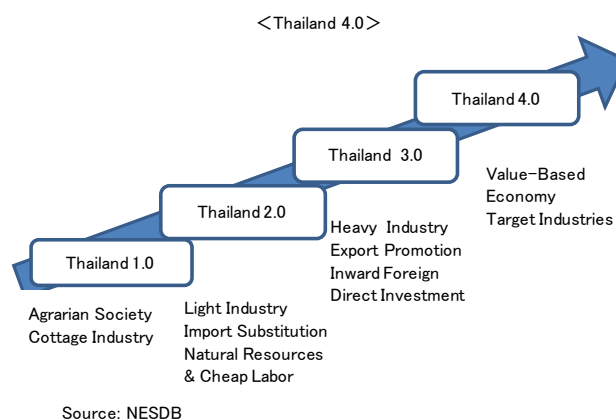 <Thailand 4.0>
Thailand 4.0
Thailand 3.0
Value-Based
Economy
Target Industries
Thailand 2.0
Heavy Industry
Export Promotion
Inward Foreign
Direct Investment
Thailand 1.0
Light Industry
Import Substitution
Natural Resources
& Cheap Labor
Agrarian Society
Cottage Industry
Source: NESDB